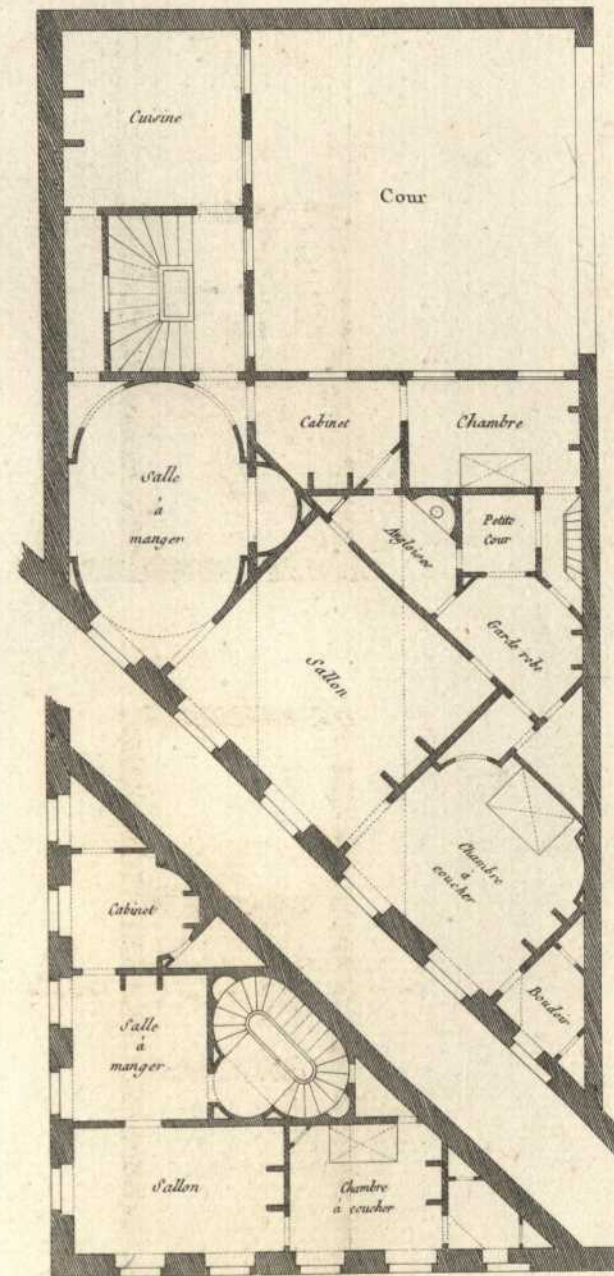 Cuisine
Cour
Cabinet
Chambre
Salle
à
manger
Angloises
Petite
Cour
Garde robe
Sallon
Chambre
à
coucher
Boudoir
Cabinet
Salle
à
manger
Sallon
Chambre
à coucher